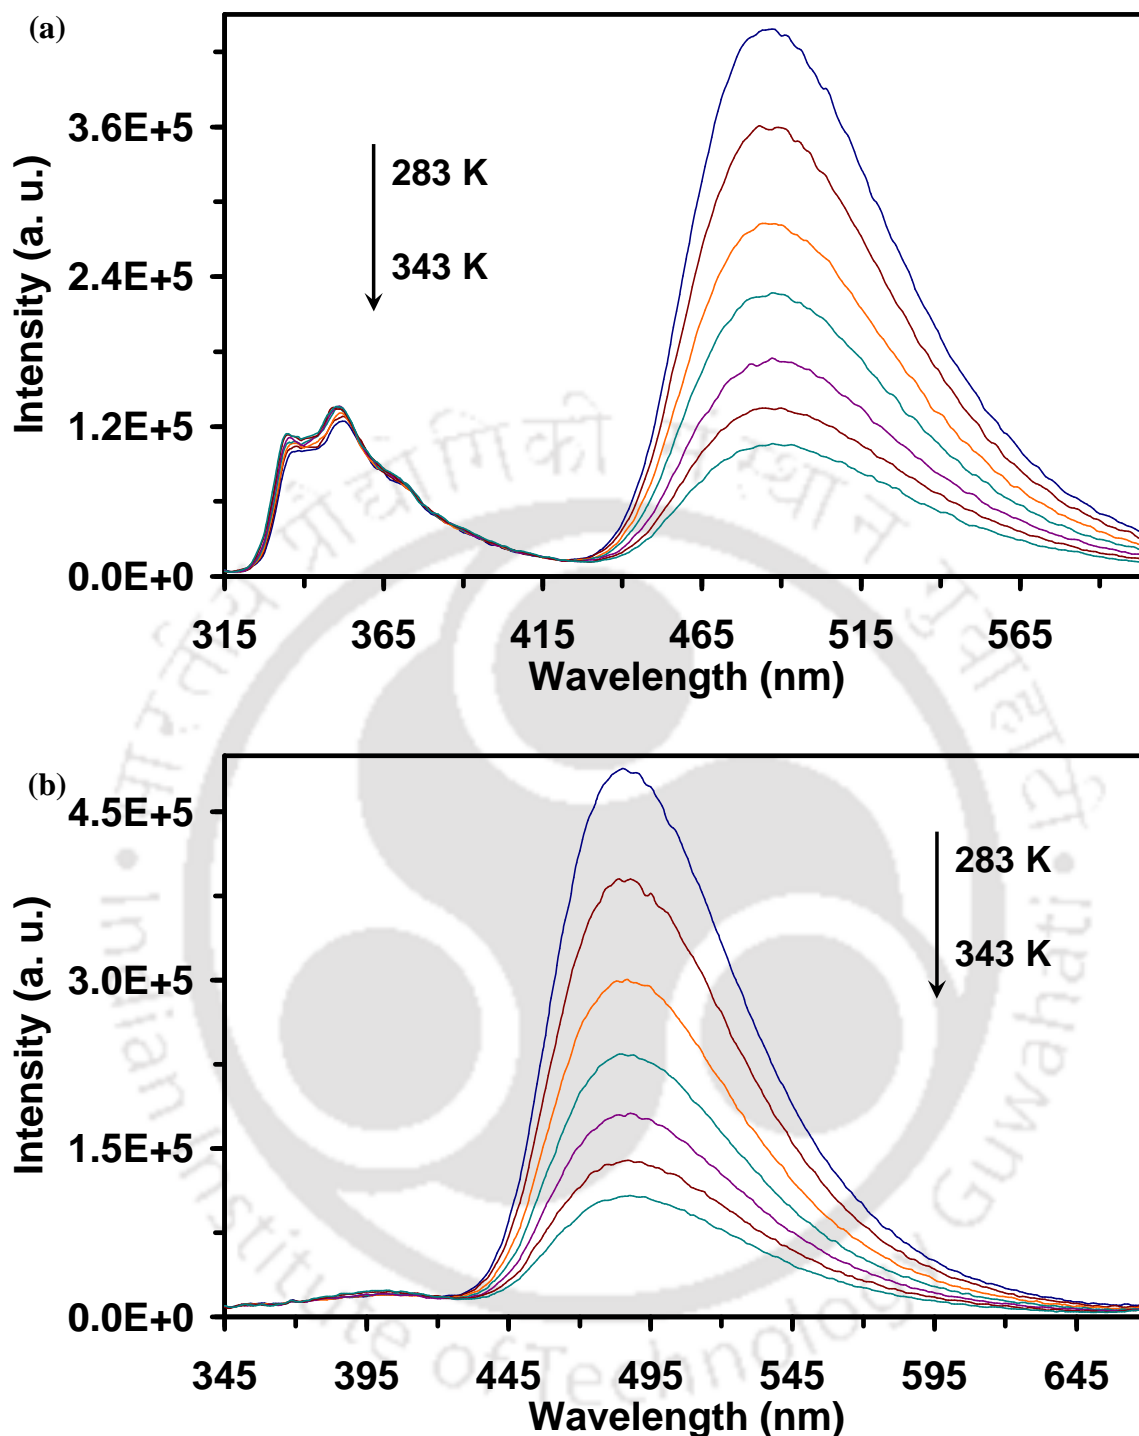 (a)
3.6E+5
2.4E+5
1.2E+5
0.0E+0
Intensity (a. u.)
283 K
343 K
315 365 415 465 515 565
Wavelength (nm)
(b)
4.5E+5
3.0E+5
1.5E+5
0.0E+0
Intensity (a. u.)
283 K
343 K
345 395 445 495 545 595 645
Wavelength (nm)
Indian Institute of Technology Guwahati